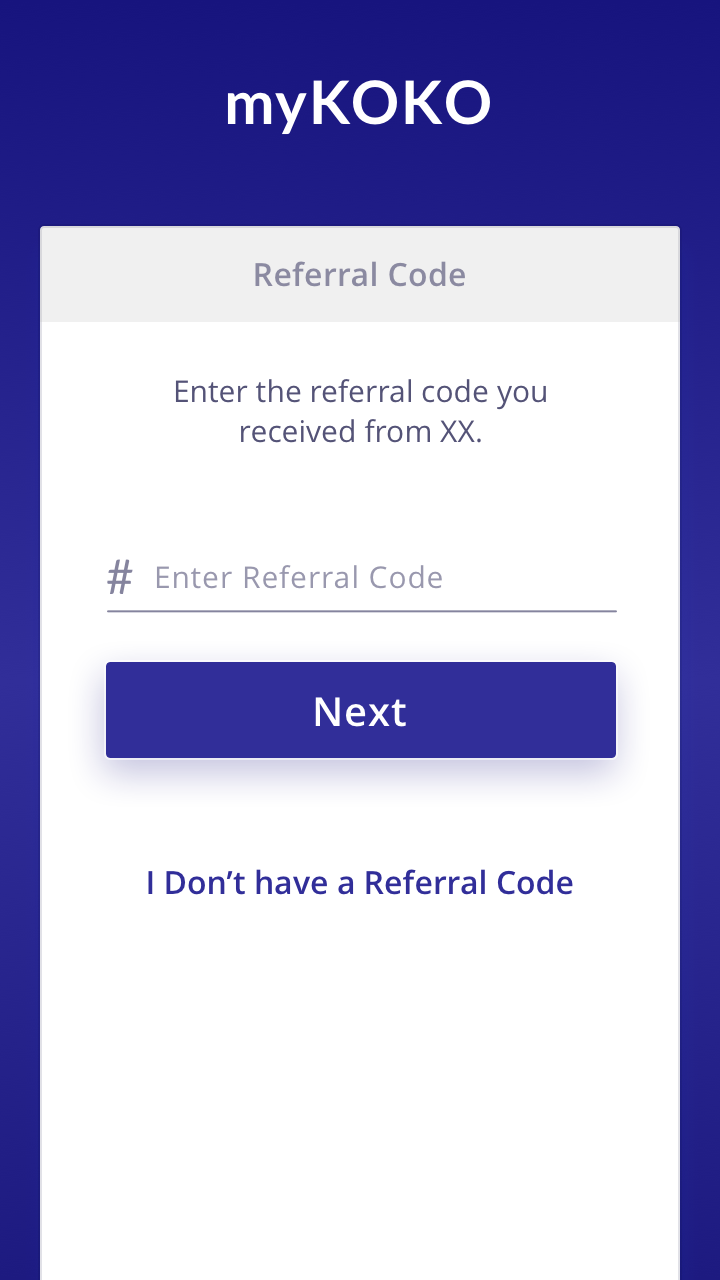 myKOKO
Referral Code
Enter the referral code you
received from XX.
# Enter Referral Code
Next
I Don’t have a Referral Code